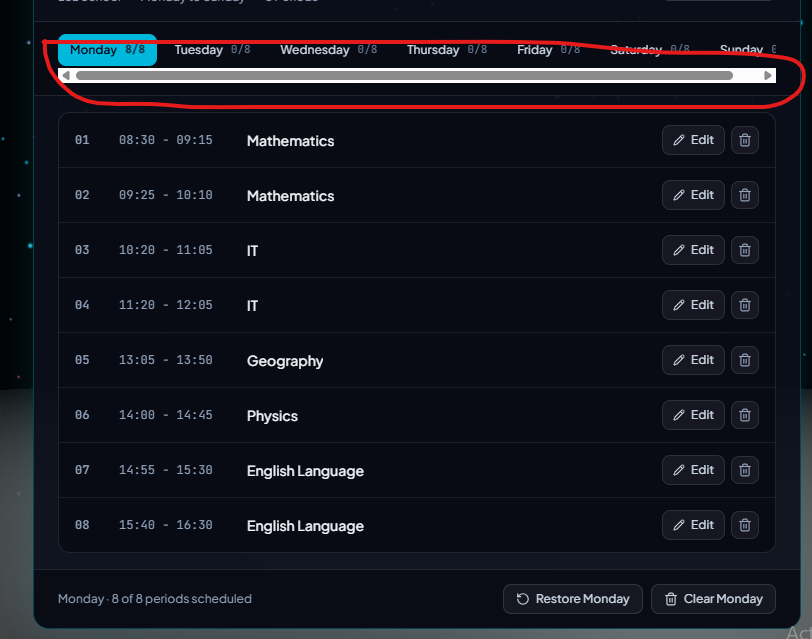 Monday 8/8 Tuesday 0/8 Wednesday 0/8 Thursday 0/8 Friday 0/8 Saturday 0/8 Sunday
01 08:30 - 09:15 Mathematics Edit
02 09:25 - 10:10 Mathematics Edit
03 10:20 - 11:05 IT Edit
04 11:20 - 12:05 IT Edit
05 13:05 - 13:50 Geography Edit
06 14:00 - 14:45 Physics Edit
07 14:55 - 15:30 English Language Edit
08 15:40 - 16:30 English Language Edit
Monday · 8 of 8 periods scheduled Restore Monday Clear Monday